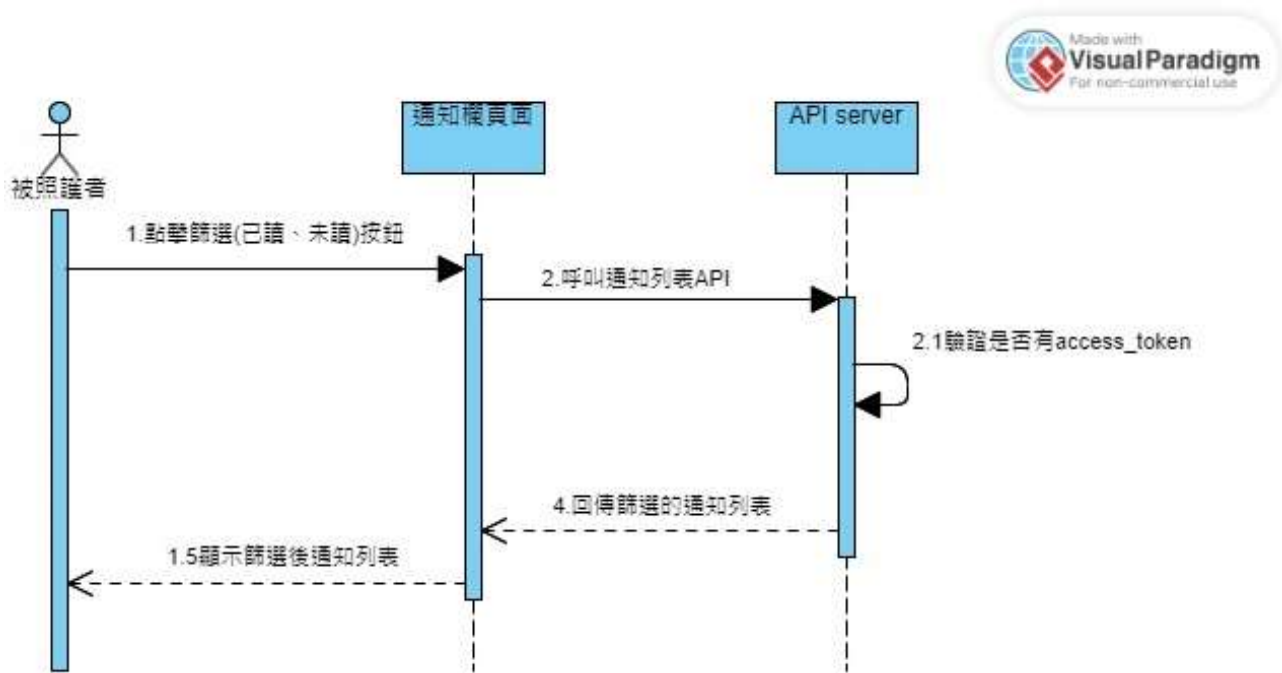 Made with
Visual Paradigm
For non-commercial use
通知欄頁面
API server
被照護者
1.點擊篩選(已讀、未讀)按鈕
2.呼叫通知列表API
2.1驗證是否有access_token
4.回傳篩選的通知列表
1.5顯示篩選後通知列表